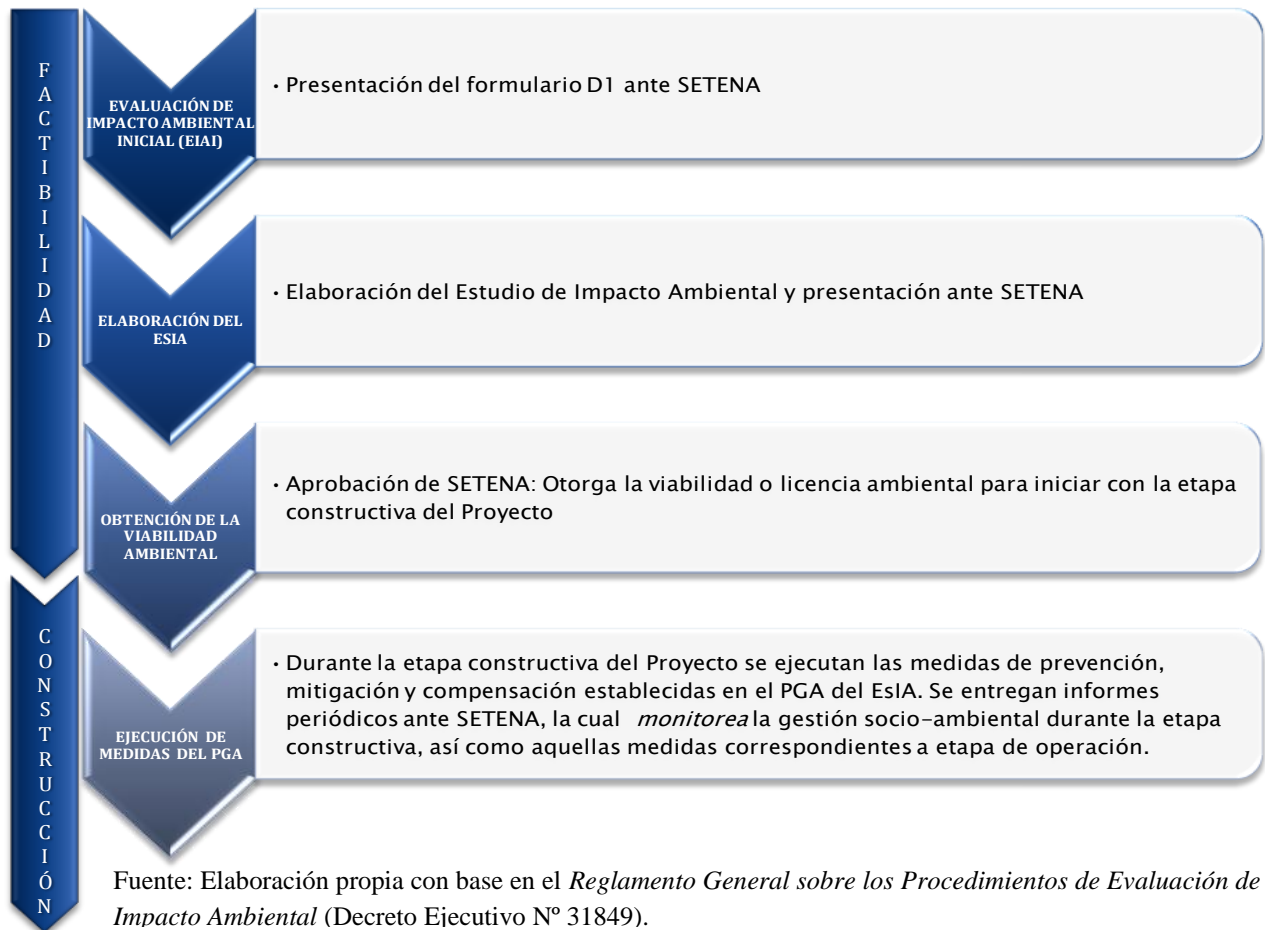 FACTIBILIDAD
EVALUACIÓN DE
IMPACTO AMBIENTAL
INICIAL (EIAI)
• Presentación del formulario D1 ante SETENA
ELABORACIÓN DEL
ESIA
• Elaboración del Estudio de Impacto Ambiental y presentación ante SETENA
OBTENCIÓN DE LA
VIABILIDAD
AMBIENTAL
• Aprobación de SETENA: Otorga la viabilidad o licencia ambiental para iniciar con la etapa
constructiva del Proyecto
CONSTRUCCIÓN
EJECUCIÓN DE
MEDIDAS DEL PGA
• Durante la etapa constructiva del Proyecto se ejecutan las medidas de prevención,
mitigación y compensación establecidas en el PGA del EsIA. Se entregan informes
periódicos ante SETENA, la cual monitorea la gestión socio-ambiental durante la etapa
constructiva, así como aquellas medidas correspondientes a etapa de operación.
Fuente: Elaboración propia con base en el Reglamento General sobre los Procedimientos de Evaluación de
Impacto Ambiental (Decreto Ejecutivo Nº 31849).